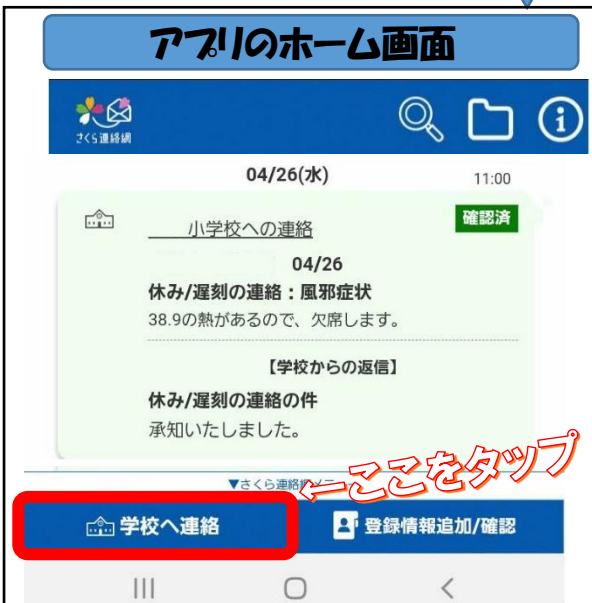 アプリのホーム画面
さくら連絡網
04/26(水)
11:00
小学校への連絡
確認済
04/26
休み/遅刻の連絡：風邪症状
38.9の熱があるので、欠席します。
【学校からの返信】
休み/遅刻の連絡の件
承知いたしました。
←ここをタップ
▼さくら連絡網メニ
学校へ連絡
登録情報追加/確認